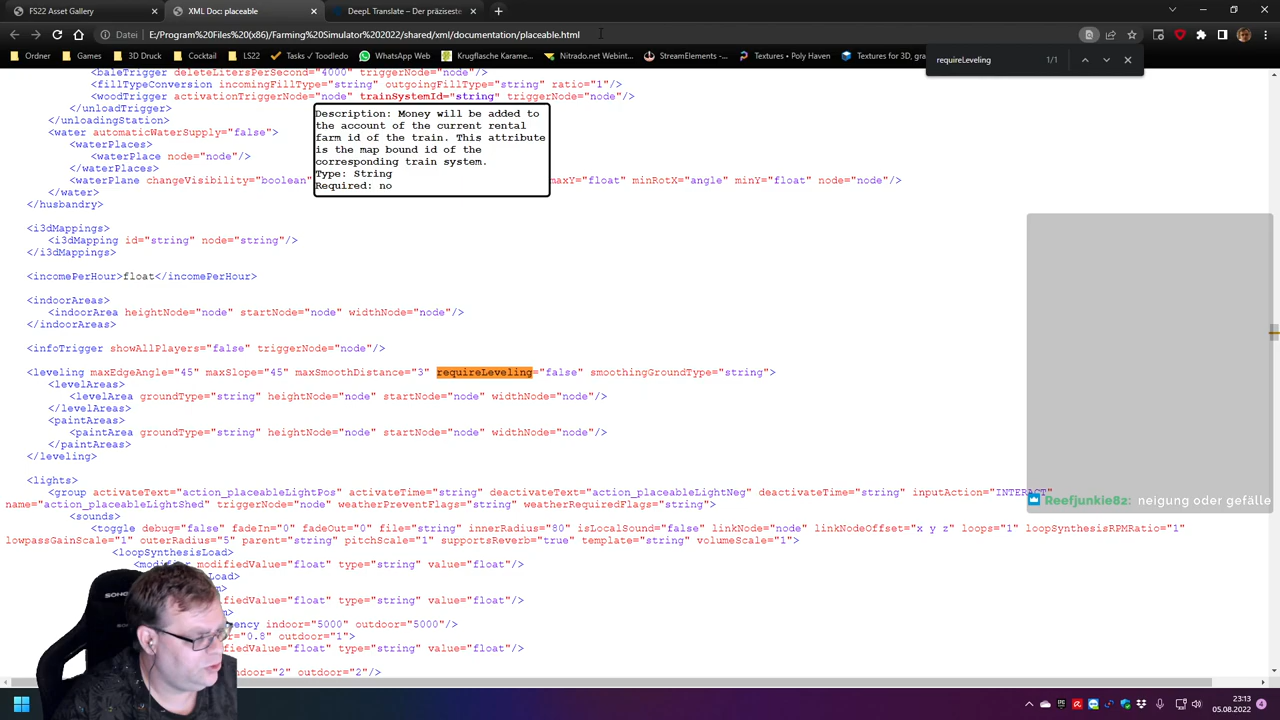 FS22 Asset Gallery
XML Doc placeable
DeepL Translate – Der präziseste
Datei
E:/Program%20Files%20(x86)/Farming%20Simulator%202022/shared/xml/documentation/placeable.html
Ordner
Games
3D Druck
Cocktail
LS22
Tasks ✓ Toodledo
WhatsApp Web
Krugflasche Karame...
Nitrado.net Webint...
StreamElements -...
Textures • Poly Haven
Textures for 3D, gra
requireLeveling
1/1
<baleTrigger deleteLitersPerSecond="4000" triggerNode="node"/>
<fillTypeConversion incomingFillType="string" outgoingFillType="string" ratio="1"/>
<woodTrigger activationTriggerNode="node" trainSystemId="string" triggerNode="node"/>
</unloadTrigger>
</unloadingStation>
<water automaticWaterSupply="false">
<waterPlaces>
<waterPlace node="node"/>
</waterPlaces>
<waterPlane changeVisibility="boolean"
maxY="float" minRotX="angle" minY="float" node="node"/>
</water>
</husbandry>
Description: Money will be added to
the account of the current rental
farm id of the train. This attribute
is the map bound id of the
corresponding train system.
Type: String
Required: no
<i3dMappings>
<i3dMapping id="string" node="string"/>
</i3dMappings>
<incomePerHour>float</incomePerHour>
<indoorAreas>
<indoorArea heightNode="node" startNode="node" widthNode="node"/>
</indoorAreas>
<infoTrigger showAllPlayers="false" triggerNode="node"/>
<leveling maxEdgeAngle="45" maxSlope="45" maxSmoothDistance="3" requireLeveling="false" smoothingGroundType="string">
<levelAreas>
<levelArea groundType="string" heightNode="node" startNode="node" widthNode="node"/>
</levelAreas>
<paintAreas>
<paintArea groundType="string" heightNode="node" startNode="node" widthNode="node"/>
</paintAreas>
</leveling>
<lights>
<group activateText="action_placeableLightPos" activateTime="string" deactivateText="action_placeableLightNeg" deactivateTime="string" inputAction="INTERACT"
name="action_placeableLightShed" triggerNode="node" weatherPreventFlags="string" weatherRequiredFlags="string">
Reefjunkie82: neigung oder gefälle
<sounds>
<toggle debug="false" fadeIn="0" fadeOut="0" file="string" innerRadius="80" isLocalSound="false" linkNode="node" linkNodeOffset="x y z" loops="1" loopSynthesisRPMRatio="1"
lowpassGainScale="1" outerRadius="5" parent="string" pitchScale="1" supportsReverb="true" template="string" volumeScale="1">
<loopSynthesisLoad>
<modifier modifiedValue="float" type="string" value="float"/>
Load>
ifiedValue="float" type="string" value="float"/>
ency indoor="5000" outdoor="5000"/>
="0.8" outdoor="1">
ifiedValue="float" type="string" value="float"/>
ndoor="2" outdoor="2"/>
23:13
05.08.2022